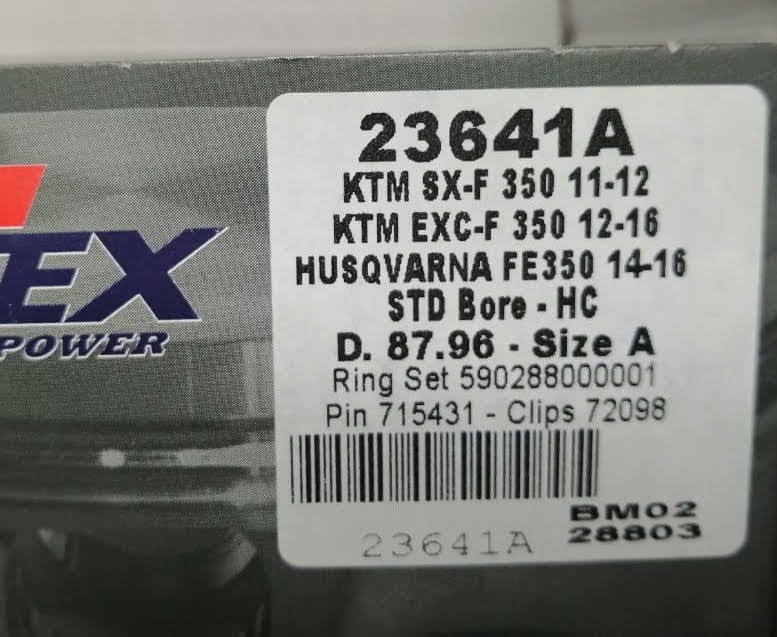 23641A
KTM SX-F 350 11-12
KTM EXC-F 350 12-16
HUSQVARNA FE350 14-16
STD Bore - HC
D. 87.96 - Size A
Ring Set 590288000001
Pin 715431 - Clips 72098
23641A
BM02
28803
EX
POWER